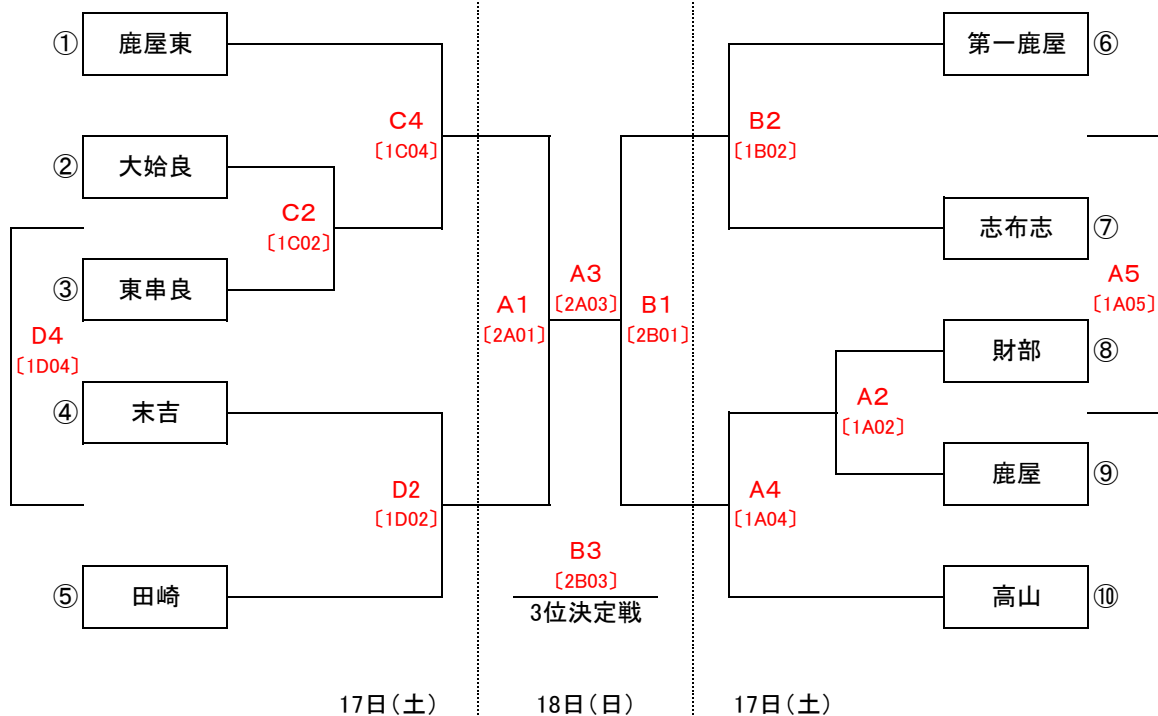 ① 鹿屋東
第一鹿屋 ⑥
C4
〔1C04〕
B2
〔1B02〕
② 大姶良
C2
〔1C02〕
志布志 ⑦
③ 東串良
A3
〔2A03〕
A5
〔1A05〕
A1
〔2A01〕
B1
〔2B01〕
D4
〔1D04〕
財部 ⑧
④ 末吉
A2
〔1A02〕
鹿屋 ⑨
D2
〔1D02〕
A4
〔1A04〕
B3
〔2B03〕
3位決定戦
⑤ 田崎
高山 ⑩
17日(土) 18日(日) 17日(土)